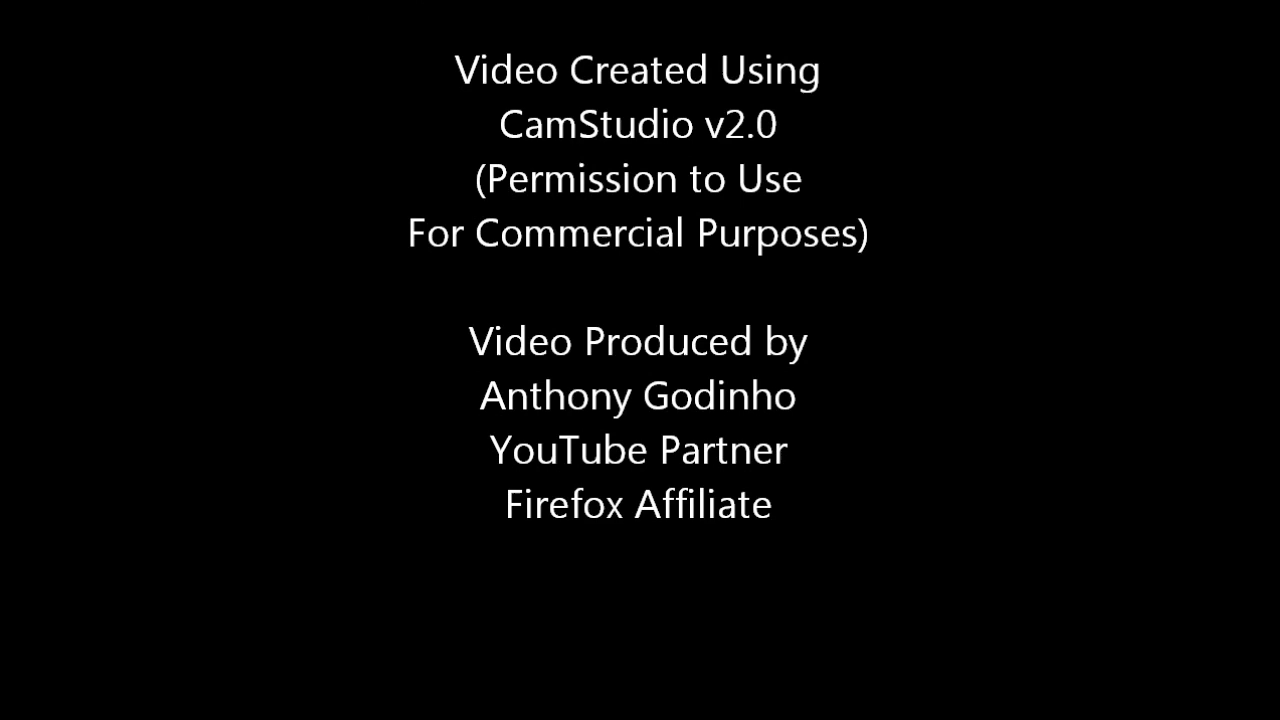 Video Created Using
CamStudio v2.0
(Permission to Use
For Commercial Purposes)
Video Produced by
Anthony Godinho
YouTube Partner
Firefox Affiliate